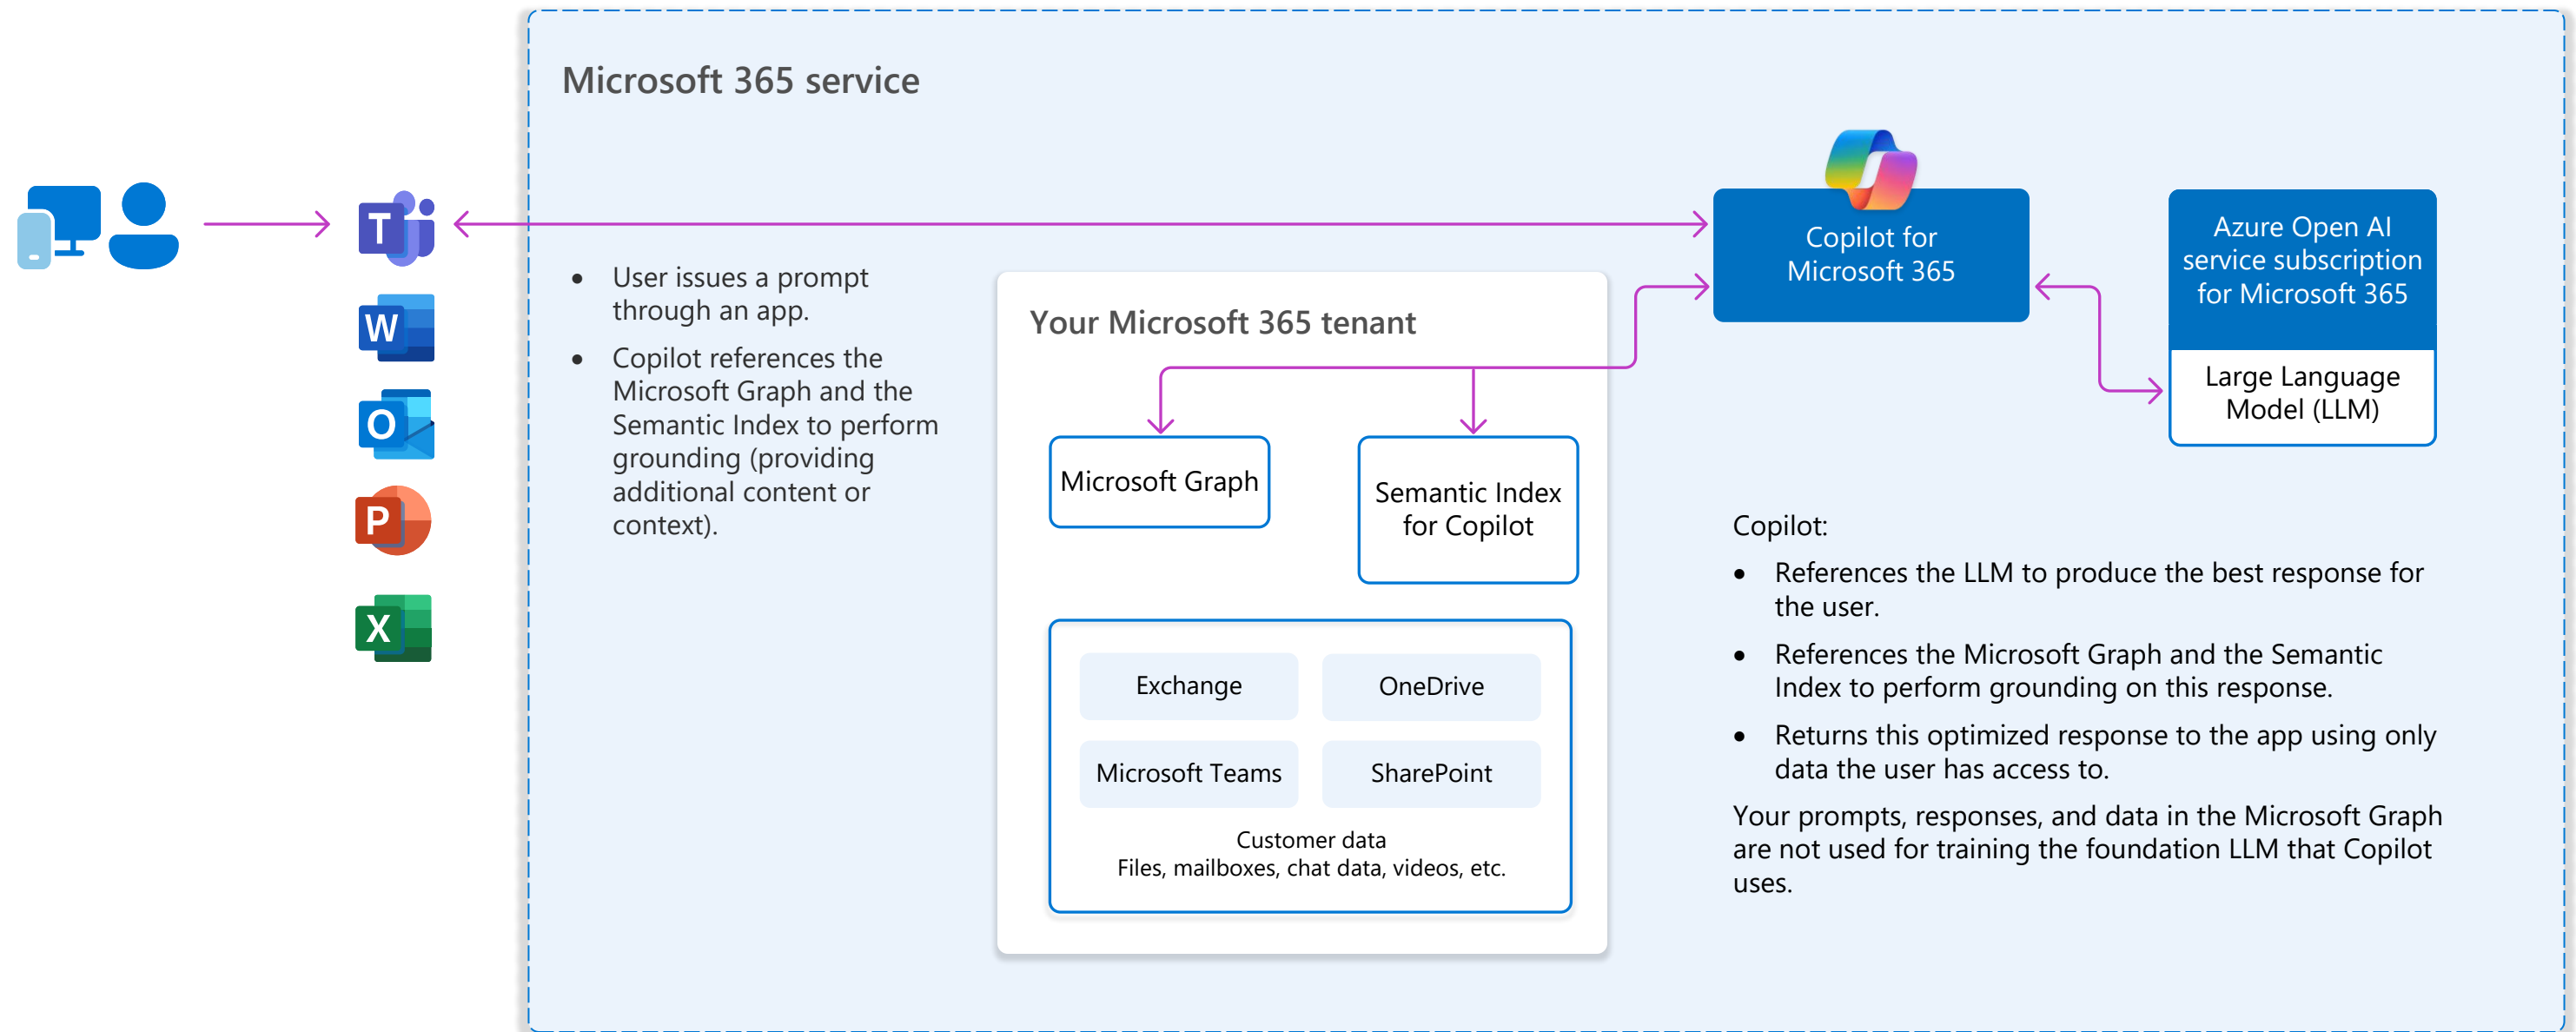 Microsoft 365 service
T
W
O
P
X
• User issues a prompt
through an app.
• Copilot references the
Microsoft Graph and the
Semantic Index to perform
grounding (providing
additional content or
context).
Your Microsoft 365 tenant
Microsoft Graph
Semantic Index
for Copilot
Exchange
OneDrive
Microsoft Teams
SharePoint
Customer data
Files, mailboxes, chat data, videos, etc.
Copilot for
Microsoft 365
Azure Open AI
service subscription
for Microsoft 365
Large Language
Model (LLM)
Copilot:
• References the LLM to produce the best response for
the user.
• References the Microsoft Graph and the Semantic
Index to perform grounding on this response.
• Returns this optimized response to the app using only
data the user has access to.
Your prompts, responses, and data in the Microsoft Graph
are not used for training the foundation LLM that Copilot
uses.